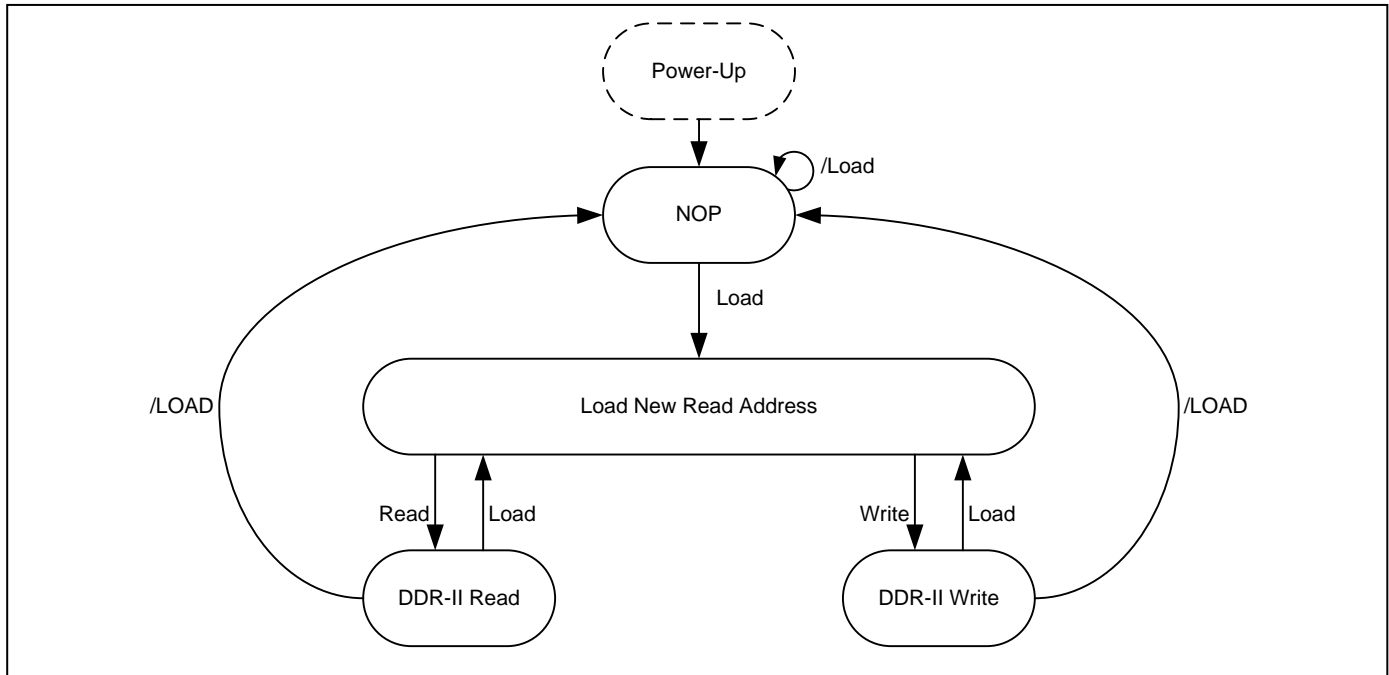 Power-Up
/Load
NOP
Load
/LOAD
Load New Read Address
/LOAD
Read
Load
Write
Load
DDR-II Read
DDR-II Write